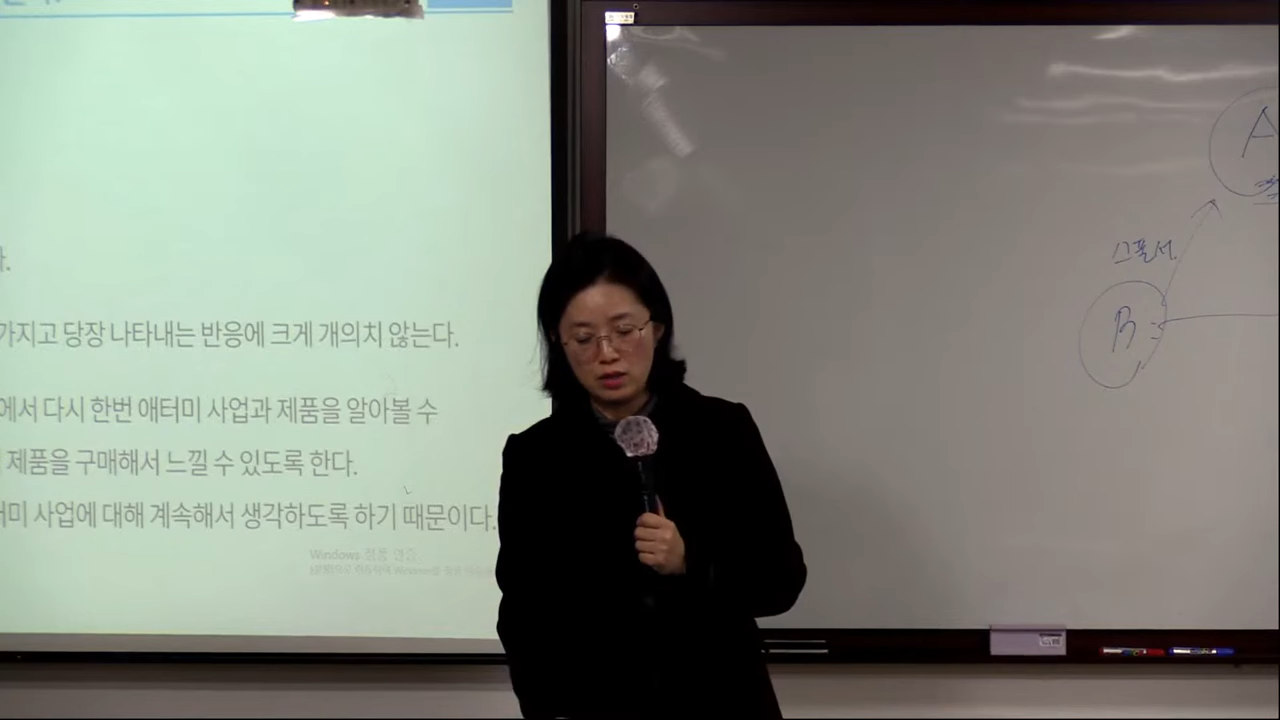 다.
가지고 당장 나타내는 반응에 크게 개의치 않는다.
에서 다시 한번 애터미 사업과 제품을 알아볼 수
제품을 구매해서 느낄 수 있도록 한다.
터미 사업에 대해 계속해서 생각하도록 하기 때문이다.
Windows 정품 인증
A
스폰서
B